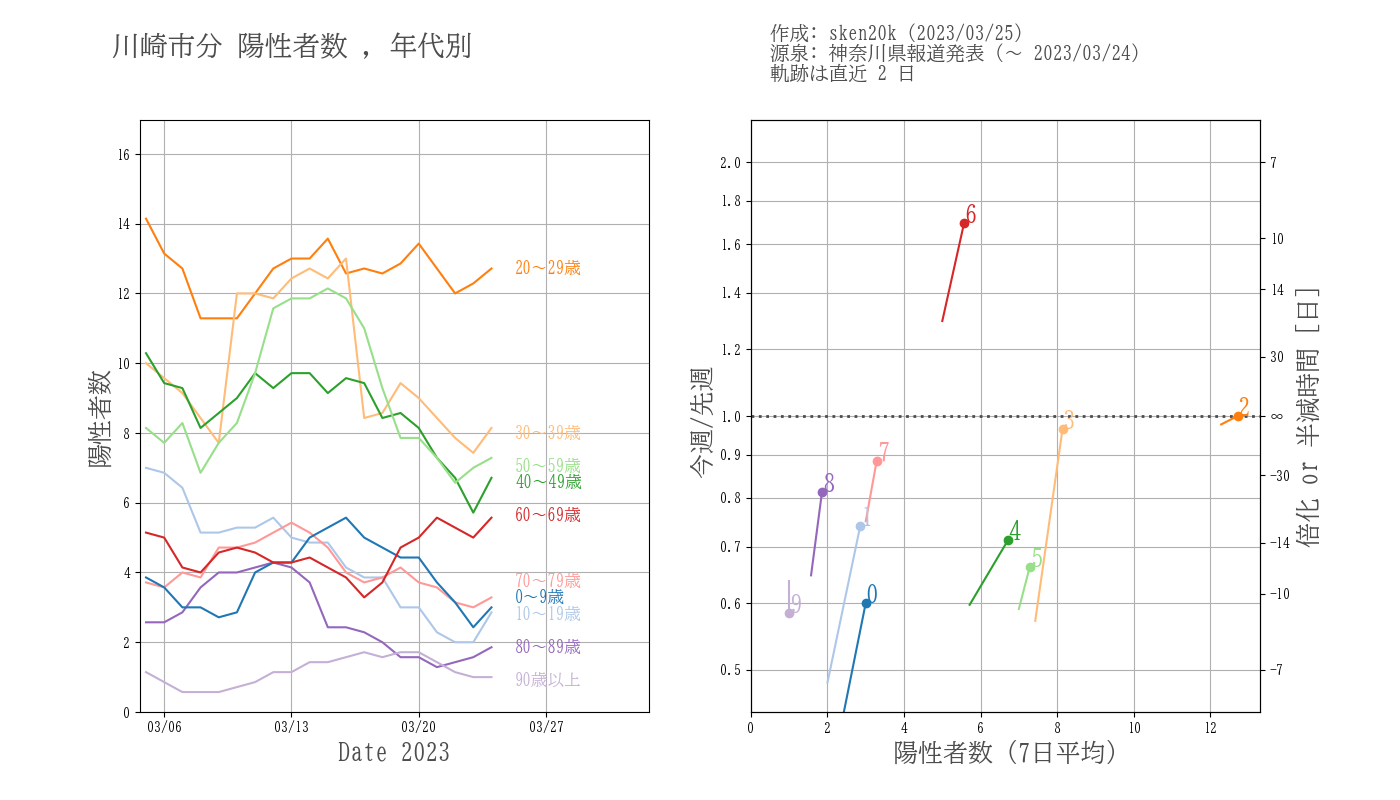 川崎市分 陽性者数 , 年代別
作成: sken20k (2023/03/25)
源泉: 神奈川県報道発表 (～ 2023/03/24)
軌跡は直近 2 日
陽性者数
16
14
12
10
8
6
4
2
0
20～29歳
30～39歳
50～59歳
40～49歳
60～69歳
70～79歳
0～9歳
10～19歳
80～89歳
90歳以上
03/06 03/13 03/20 03/27
Date 2023
今週/先週
2.0
1.8
1.6
1.4
1.2
1.0
0.9
0.8
0.7
0.6
0.5
6
2
3
7
8
1
4
5
0
9
7
10
14
30
∞
−30
−14
−10
−7
倍化 or 半減時間 [日]
0 2 4 6 8 10 12
陽性者数 (7日平均)